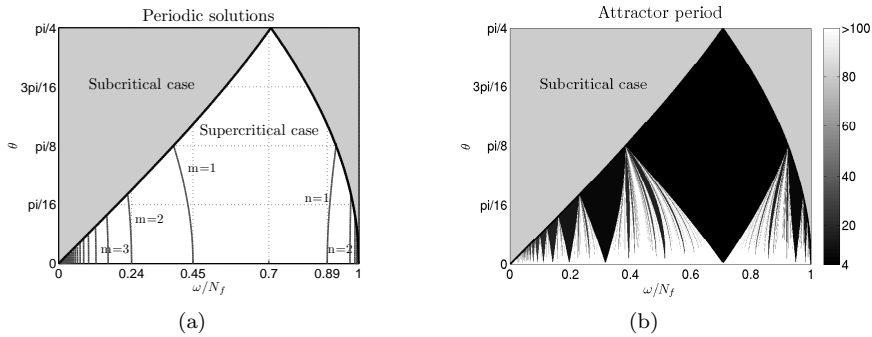 Periodic solutions
pi/4
3pi/16
pi/8
pi/16
0
θ
Subcritical case
Supercritical case
m=1
m=2
m=3
n=1
n=2
0 0.24 0.45 0.7 0.89 1
ω/N_f
(a)
Attractor period
pi/4
3pi/16
pi/8
pi/16
0
θ
Subcritical case
0 0.2 0.4 0.6 0.8 1
ω/N_f
>100
80
60
40
20
4
(b)